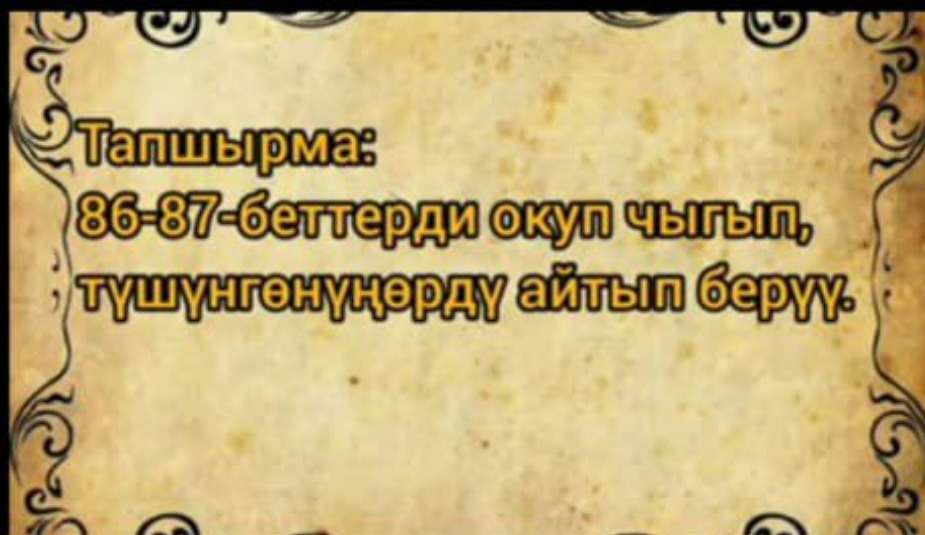 Тапшырма:
86-87-беттерди окуп чыгып,
түшүнгөнүңөрдү айтып берүү.